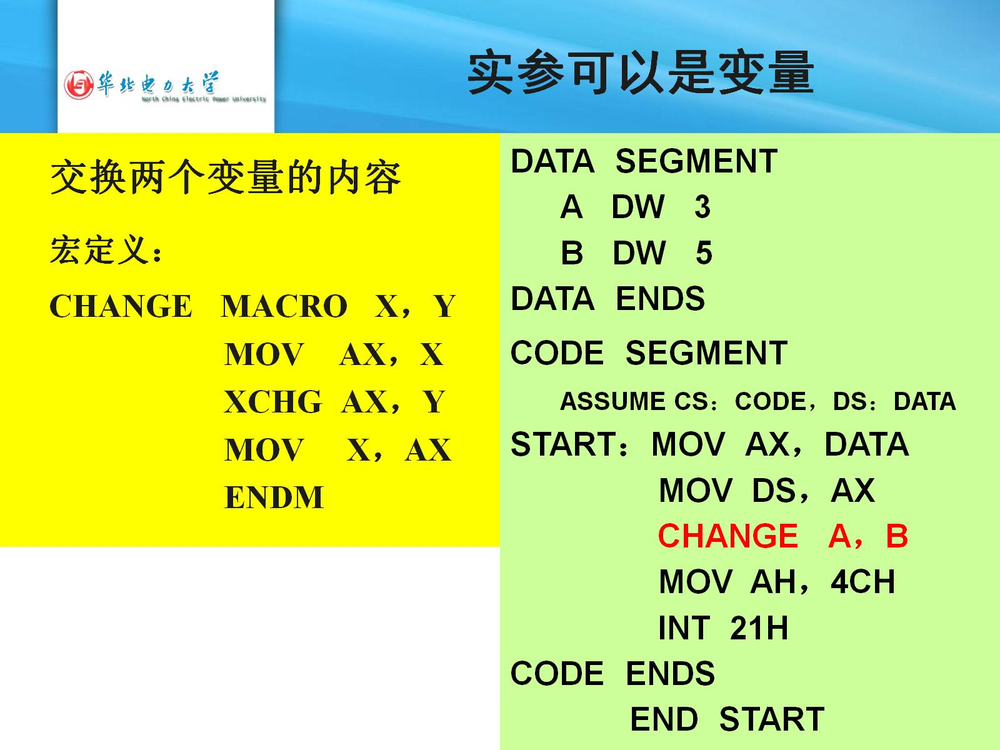 华北电力大学
North China Electric Power University
实参可以是变量
交换两个变量的内容
宏定义：
CHANGE MACRO X，Y
MOV AX，X
XCHG AX，Y
MOV X，AX
ENDM
DATA SEGMENT
A DW 3
B DW 5
DATA ENDS
CODE SEGMENT
ASSUME CS：CODE，DS：DATA
START：MOV AX，DATA
MOV DS，AX
CHANGE A，B
MOV AH，4CH
INT 21H
CODE ENDS
END START